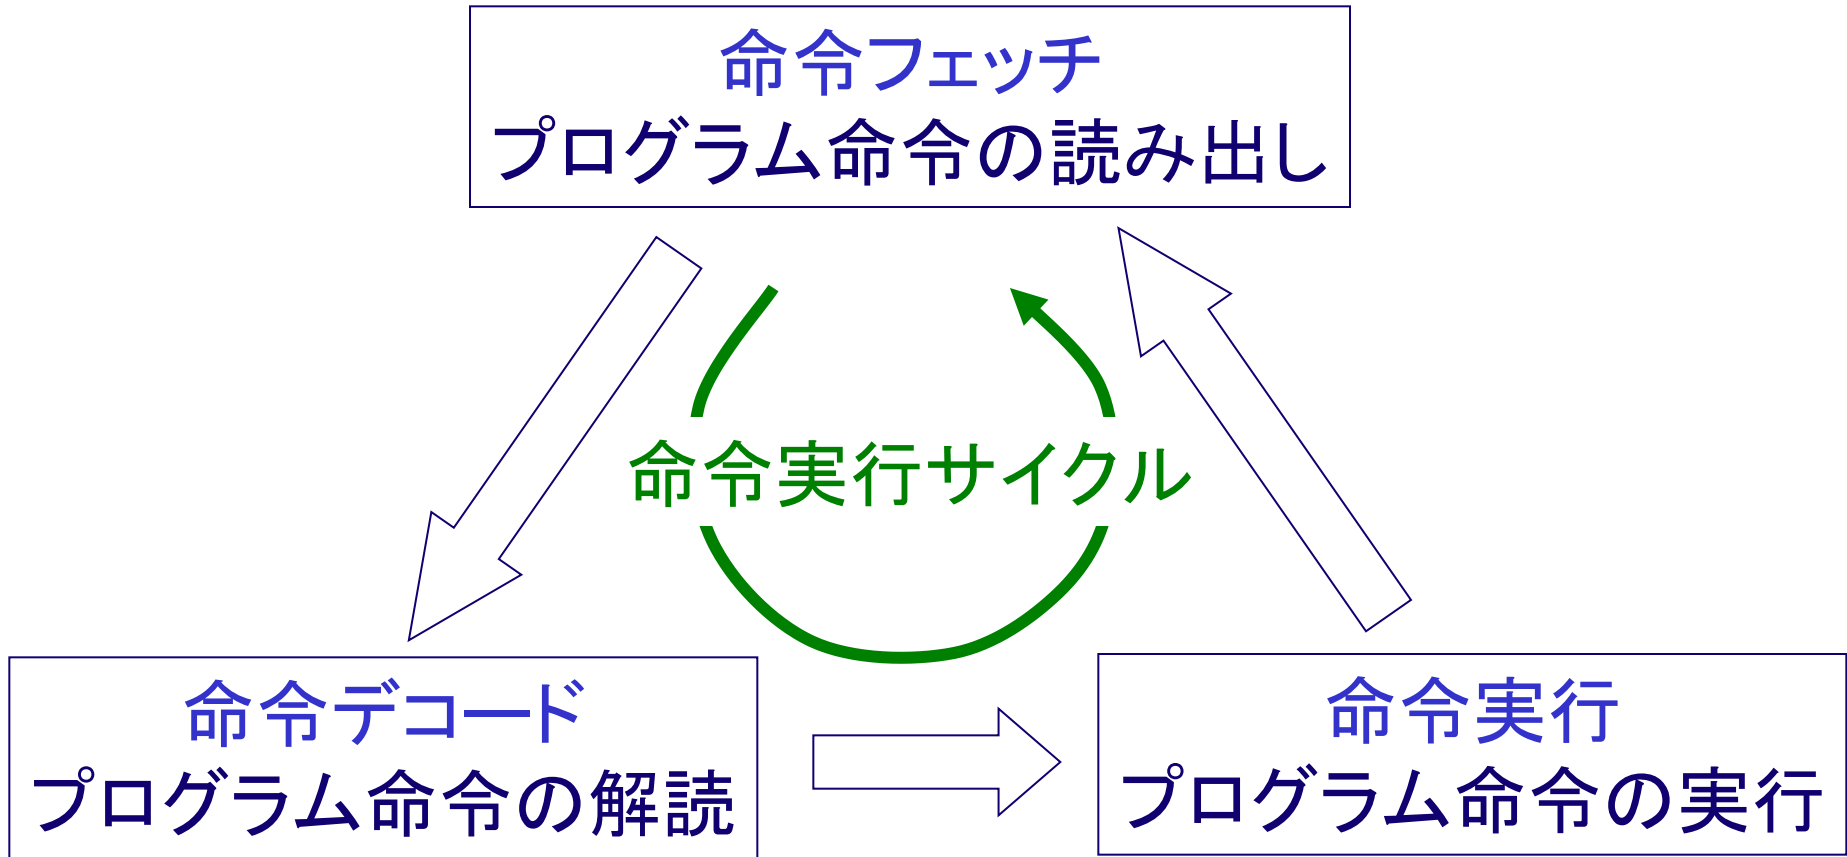 命令フェッチ
プログラム命令の読み出し
命令実行サイクル
命令デコード
プログラム命令の解読
命令実行
プログラム命令の実行